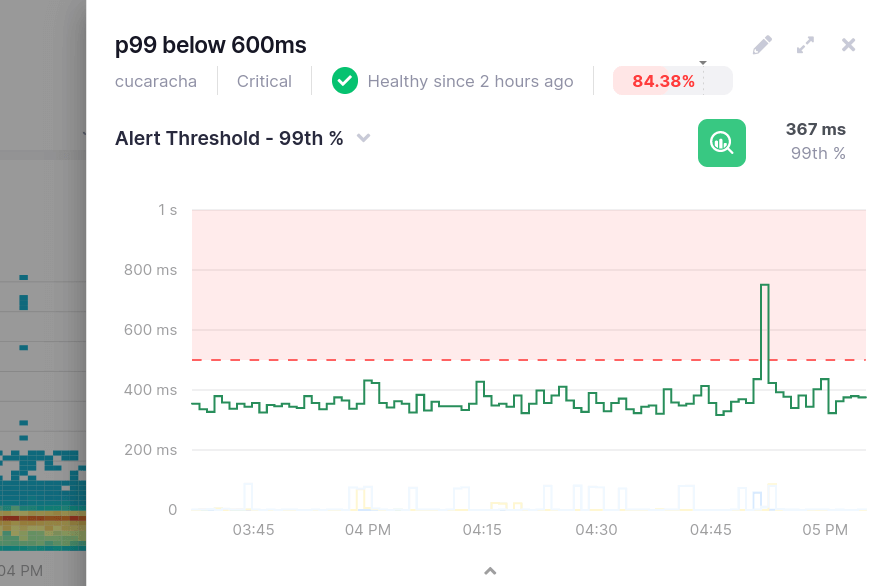 p99 below 600ms
cucaracha Critical Healthy since 2 hours ago 84.38%
Alert Threshold - 99th %
367 ms
99th %
1 s
800 ms
600 ms
400 ms
200 ms
0
03:45 04 PM 04:15 04:30 04:45 05 PM
04 PM